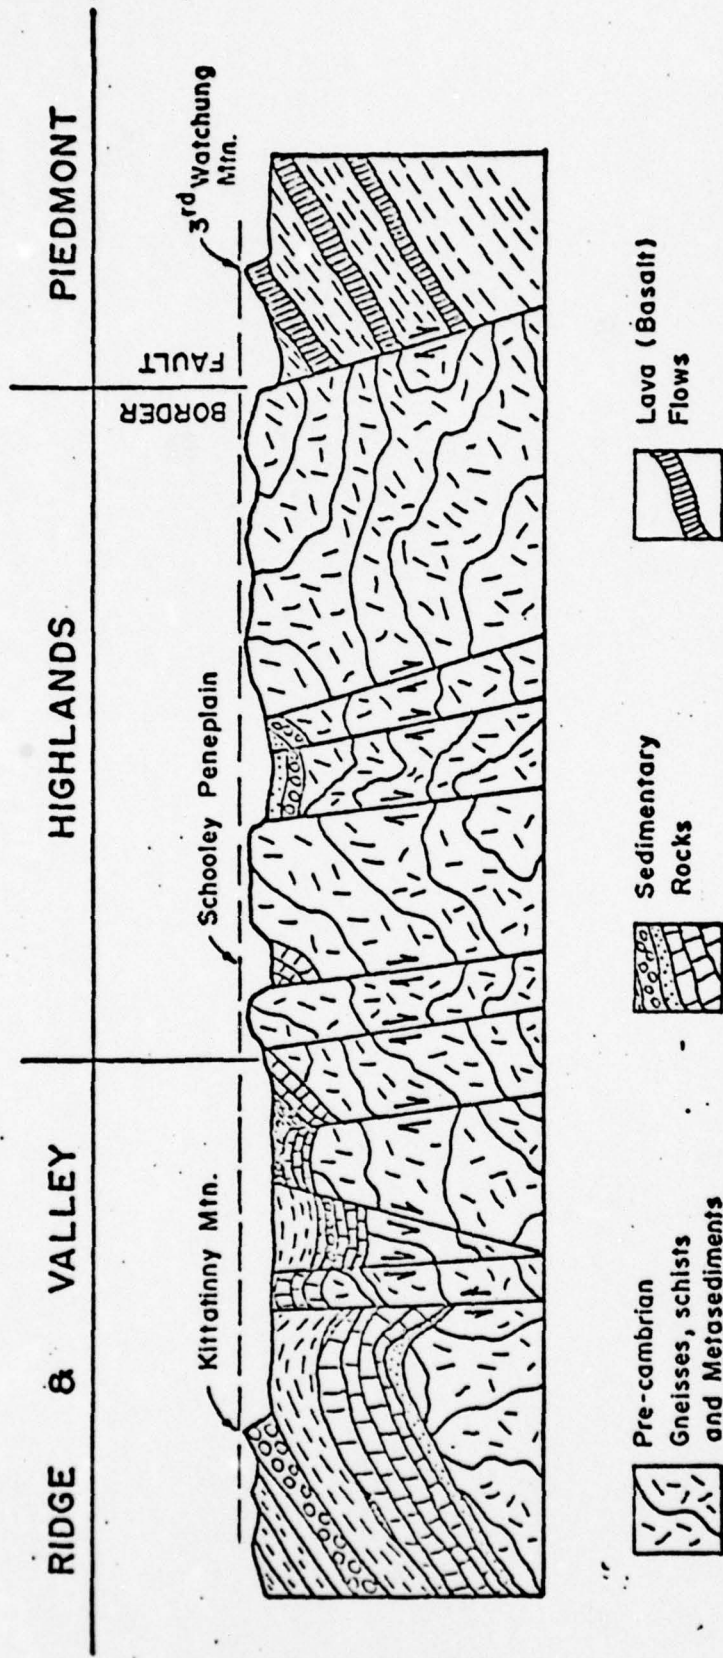 RIDGE & VALLEY
HIGHLANDS
PIEDMONT
Kittatinny Mtn.
Schooley Peneplain
BORDER
FAULT
3rd Watchung
Mtn.
Pre-cambrian
Gneisses, schists
and Metasediments
Sedimentary
Rocks
Lava (Basalt)
Flows